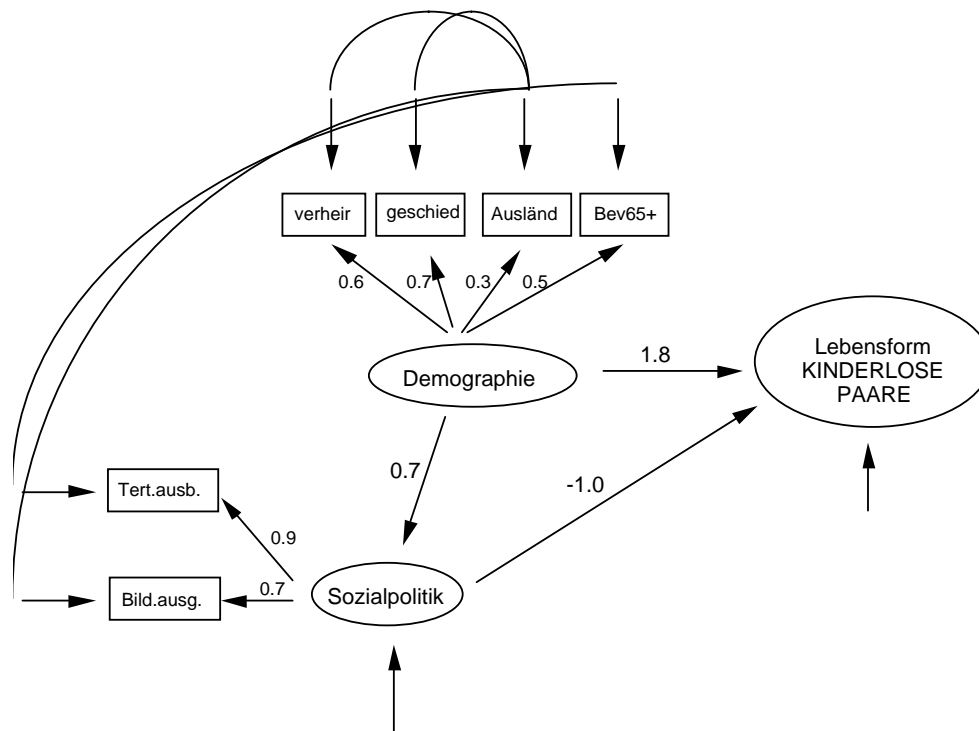 verheir
geschied
Ausländ
Bev65+
0.6
0.7
0.3
0.5
Demographie
1.8
Lebensform
KINDERLOSE
PAARE
0.7
-1.0
Tert.ausb.
0.9
Bild.ausg.
0.7
Sozialpolitik